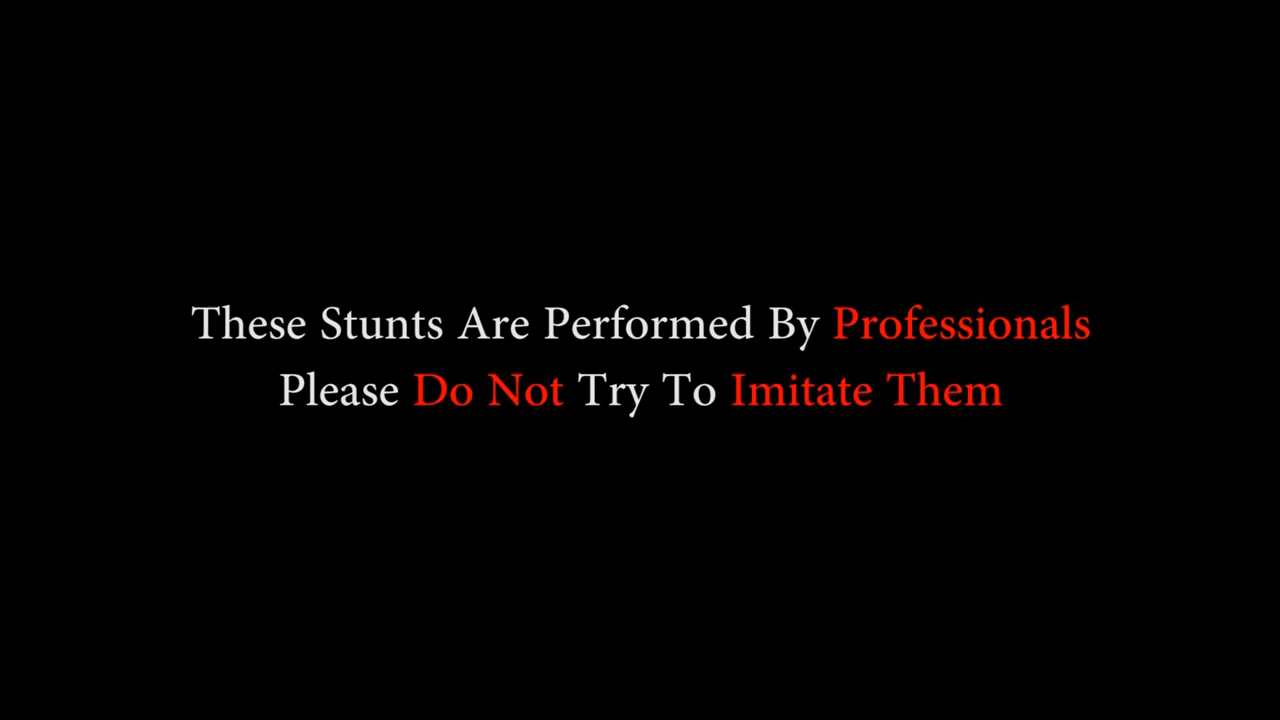 These Stunts Are Performed By Professionals
Please Do Not Try To Imitate Them